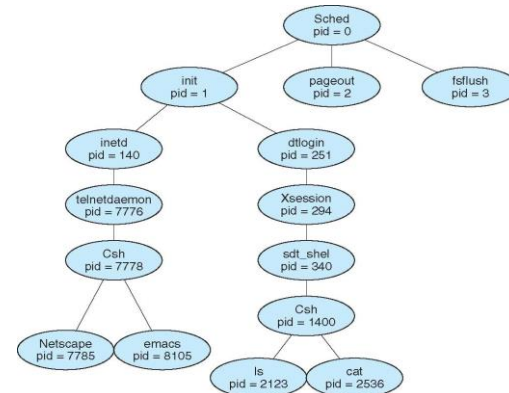 Sched
pid = 0
init
pid = 1
pageout
pid = 2
fsflush
pid = 3
inetd
pid = 140
dtlogin
pid = 251
telnetdaemon
pid = 7776
Xsession
pid = 294
Csh
pid = 7778
sdt_shel
pid = 340
Csh
pid = 1400
Netscape
pid = 7785
emacs
pid = 8105
ls
pid = 2123
cat
pid = 2536